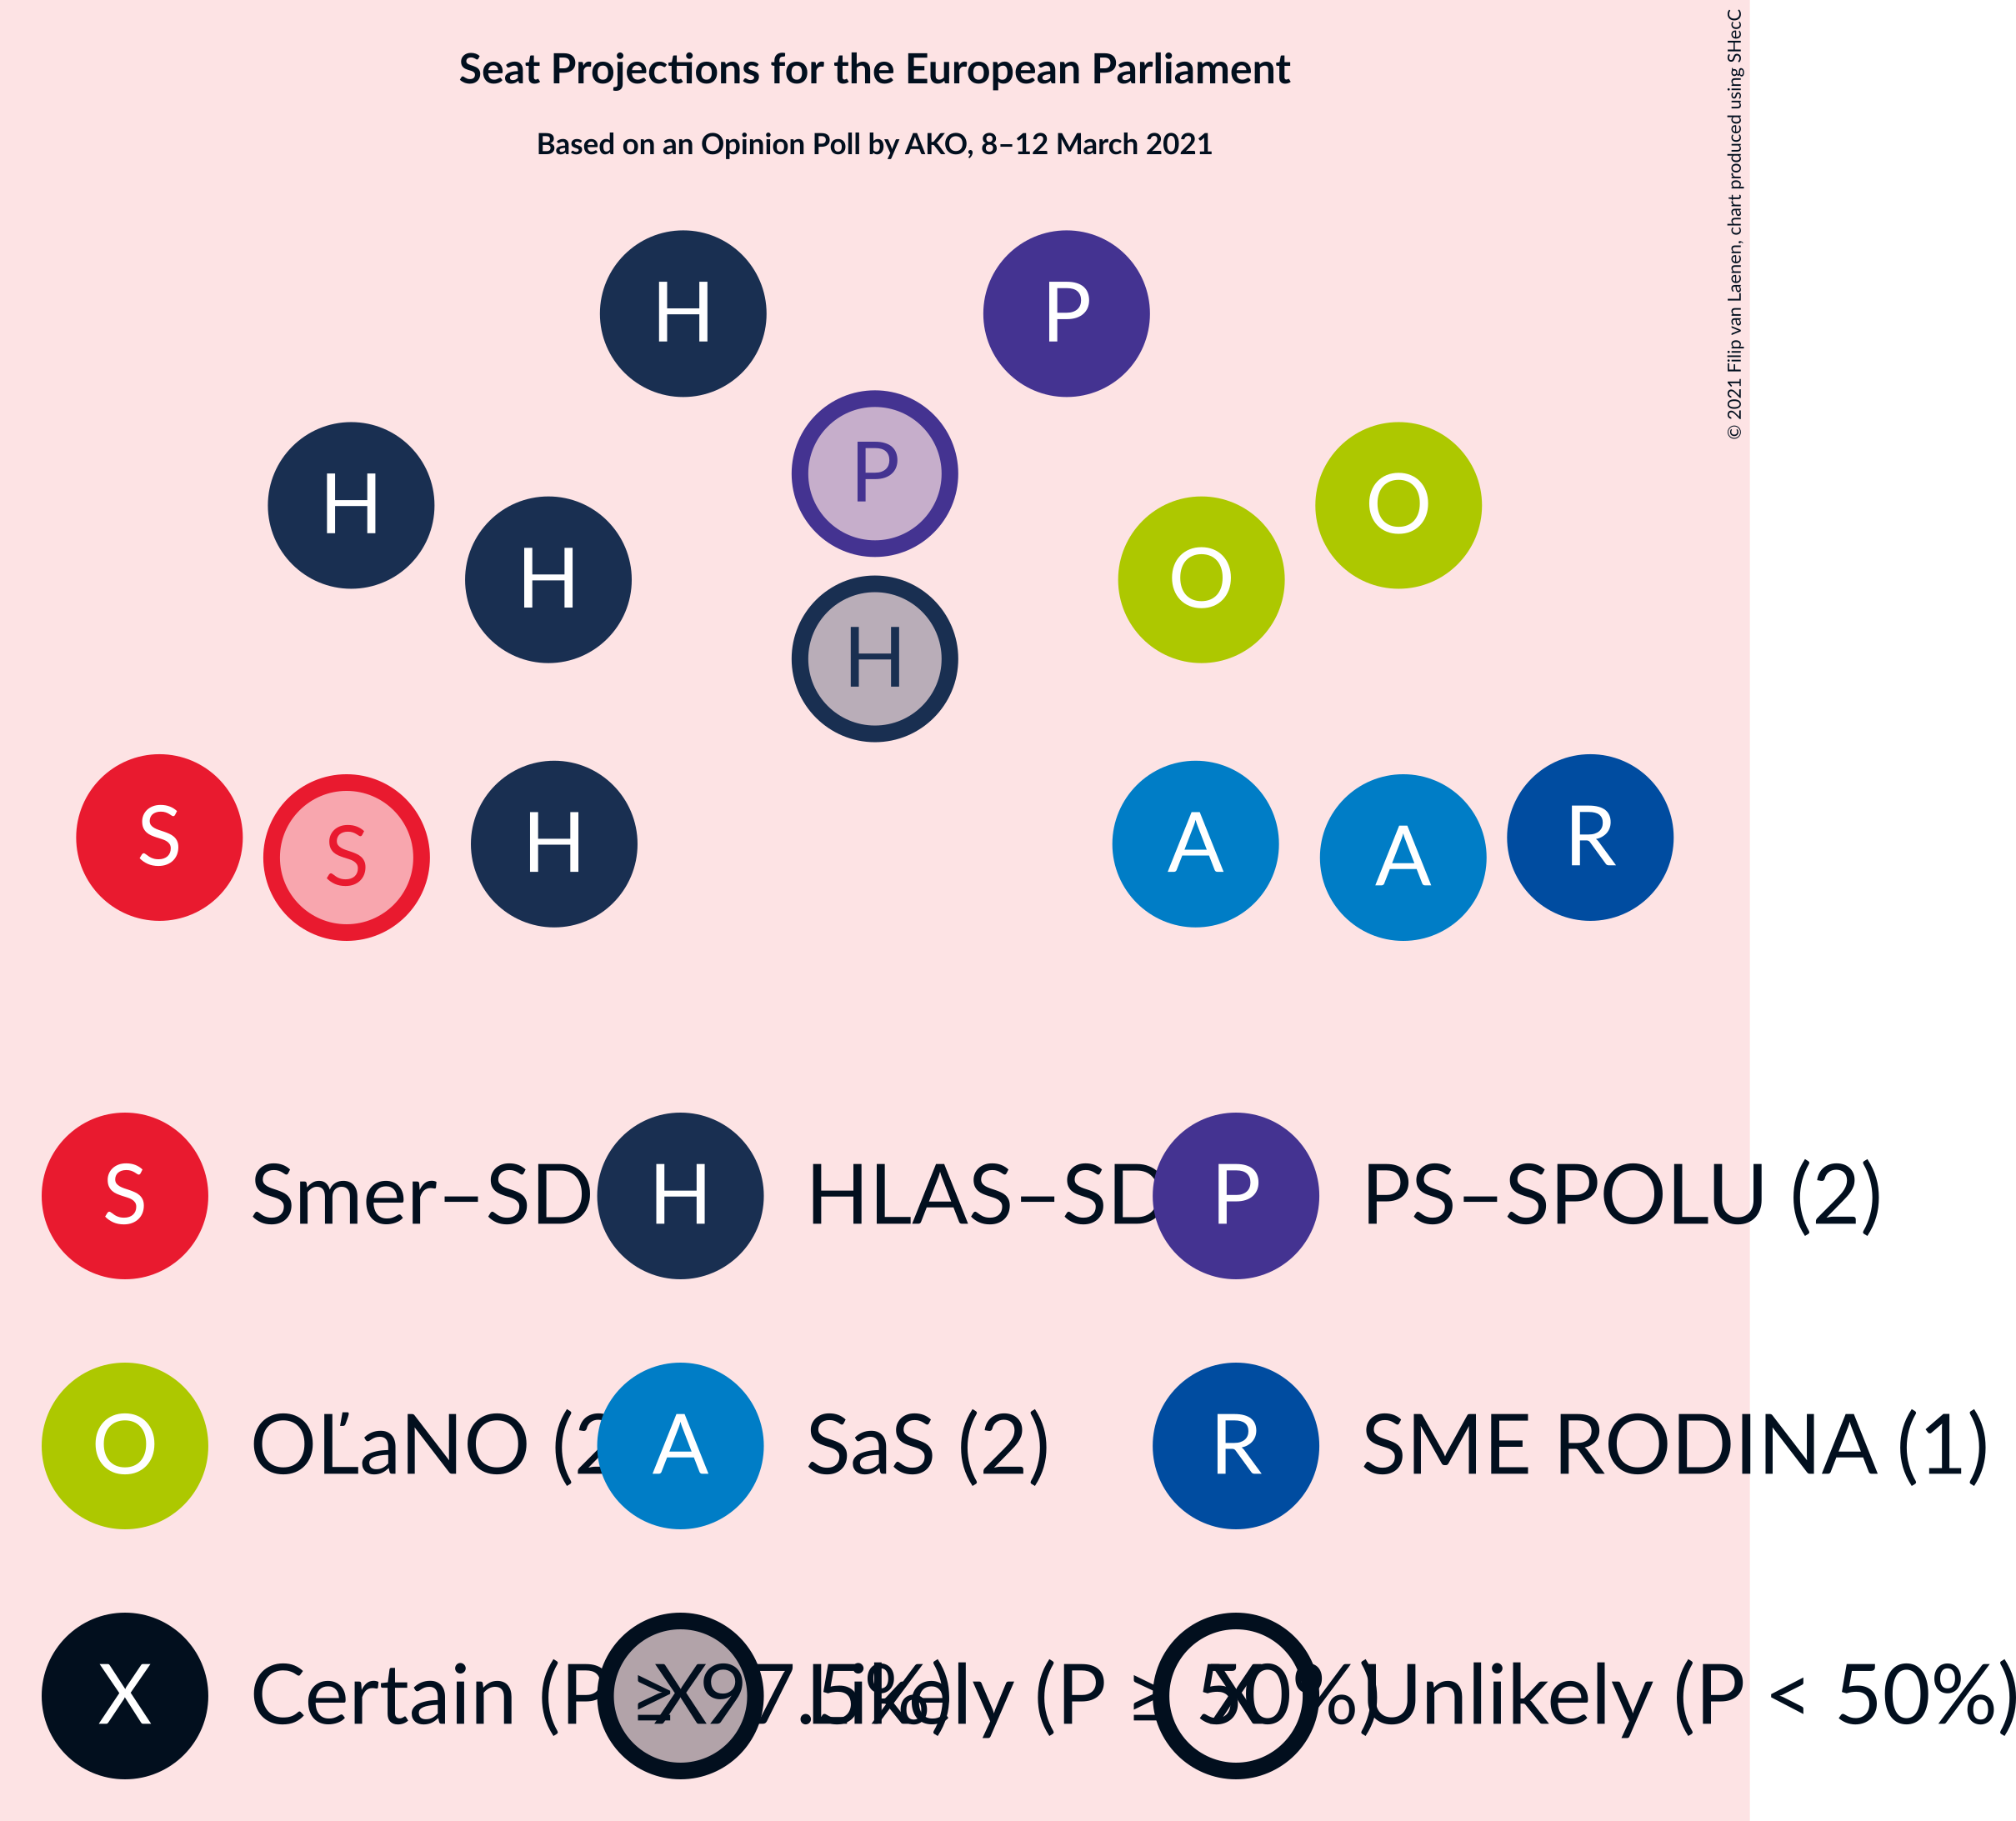 Seat Projections for the European Parliament
Based on an Opinion Poll by AKO, 8–12 March 2021
© 2021 Filip van Laenen, chart produced using SHecC
H P
P
H O
H O
H
S H A R
S A
S Smer–SD H HLAS–SD P PS–SPOLU (2)
O OĽaNO (2 A SaS (2) R SME RODINA (1)
X Certain (P ≥ 97.5%) X Likely (P ≥ 50%) X Unlikely (P < 50%)